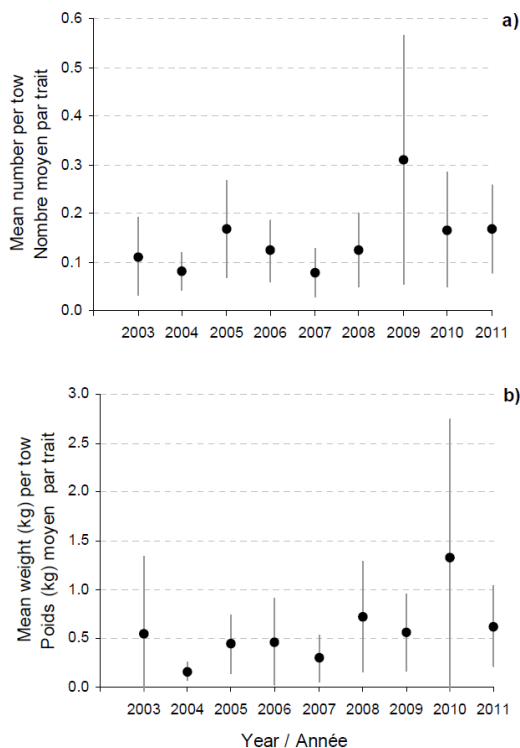 a)
Mean number per tow
Nombre moyen par trait
0.6
0.5
0.4
0.3
0.2
0.1
0.0
2003 2004 2005 2006 2007 2008 2009 2010 2011
b)
Mean weight (kg) per tow
Poids (kg) moyen par trait
3.0
2.5
2.0
1.5
1.0
0.5
0.0
2003 2004 2005 2006 2007 2008 2009 2010 2011
Year / Année